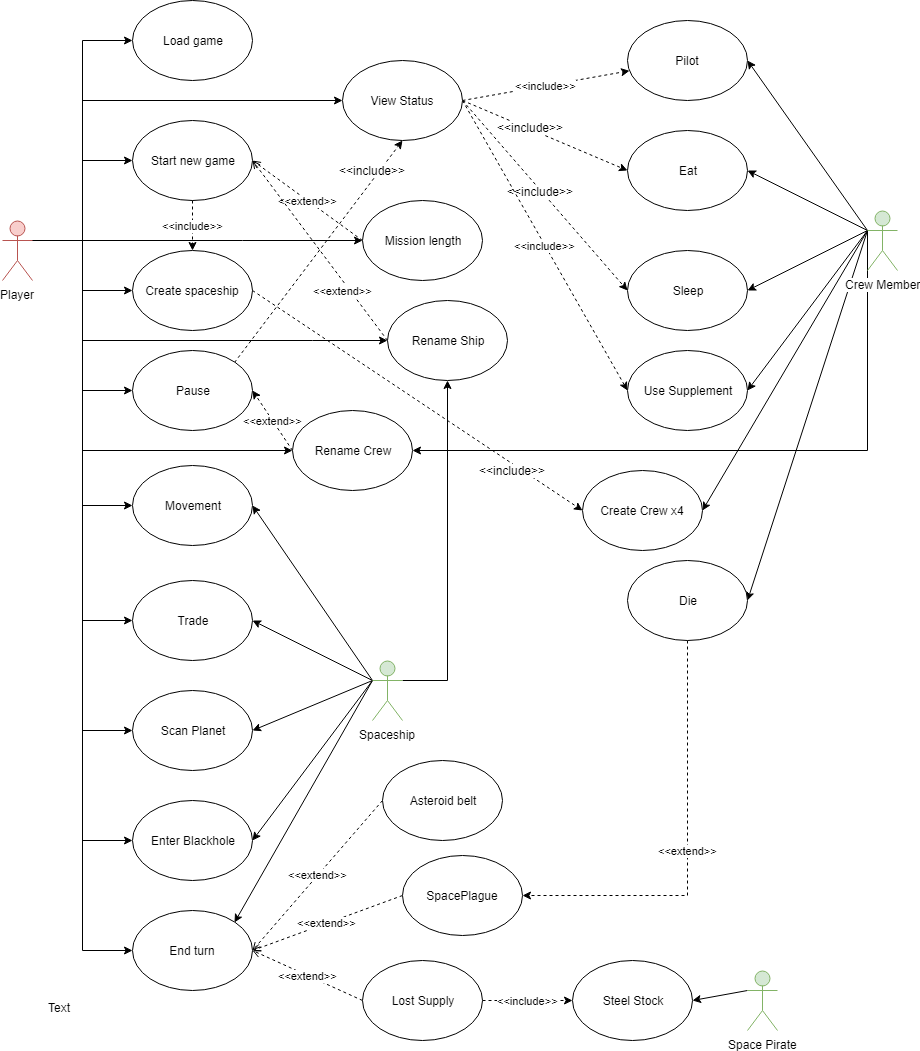 Load game
Pilot
<<include>>
View Status
<<include>>
Start new game
<<include>>
Eat
<<include>>
<<extend>>
<<include>>
Mission length
<<include>>
Player
Create spaceship
<<extend>>
Sleep
Crew Member
Rename Ship
Pause
Use Supplement
<<extend>>
Rename Crew
<<include>>
Movement
Create Crew x4
Die
Trade
Scan Planet
Spaceship
Asteroid belt
Enter Blackhole
<<extend>>
<<extend>>
SpacePlague
<<extend>>
End turn
<<extend>>
Lost Supply
<<include>>
Steel Stock
Text
Space Pirate